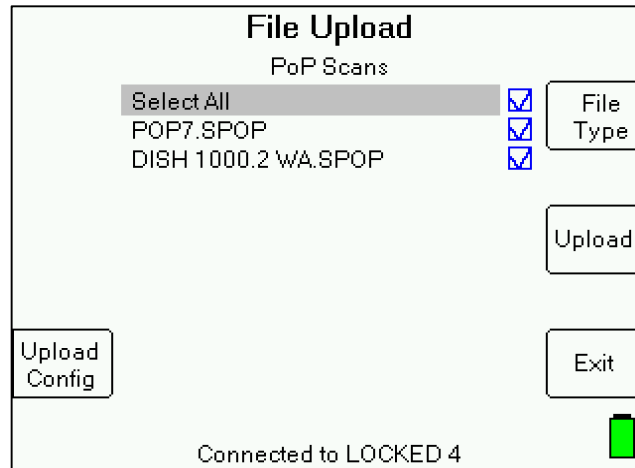 File Upload
PoP Scans
Select All
POP7.SPOP
DISH 1000.2 WA.SPOP
File
Type
Upload
Upload
Config
Exit
Connected to LOCKED 4